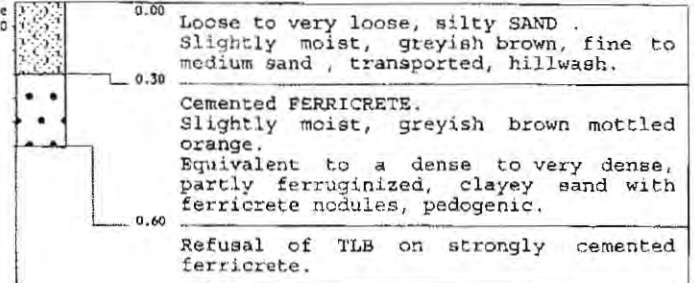 e
0
0.00
Loose to very loose, silty SAND .
Slightly moist, greyish brown, fine to
medium sand , transported, hillwash.
0.30
Cemented FERRICRETE.
Slightly moist, greyish brown mottled
orange.
Equivalent to a dense to very dense,
partly ferruginized, clayey sand with
ferricrete nodules, pedogenic.
0.60
Refusal of TLB on strongly cemented
ferricrete.